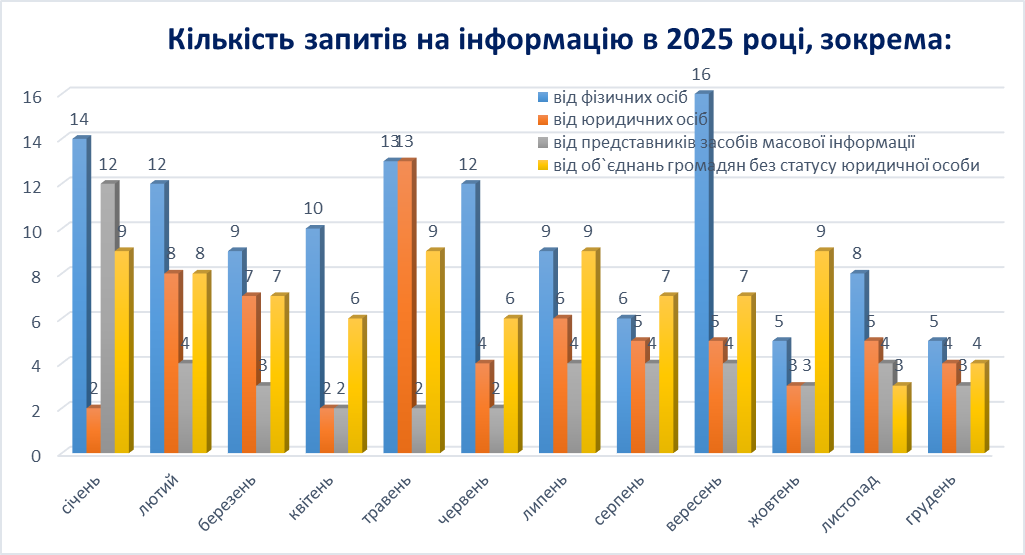 Кількість запитів на інформацію в 2025 році, зокрема:
від фізичних осіб
від юридичних осіб
від представників засобів масової інформації
від об`єднань громадян без статусу юридичної особи
16
14
12
10
8
6
4
2
0
14 2 12 9
12 8 4 8
9 7 3 7
10 2 2 6
13 13 2 9
12 4 2 6
9 6 4 9
6 5 4 7
16 5 4 7
5 3 3 9
8 5 4 3
5 4 3 4
січень
лютий
березень
квітень
травень
червень
липень
серпень
вересень
жовтень
листопад
грудень